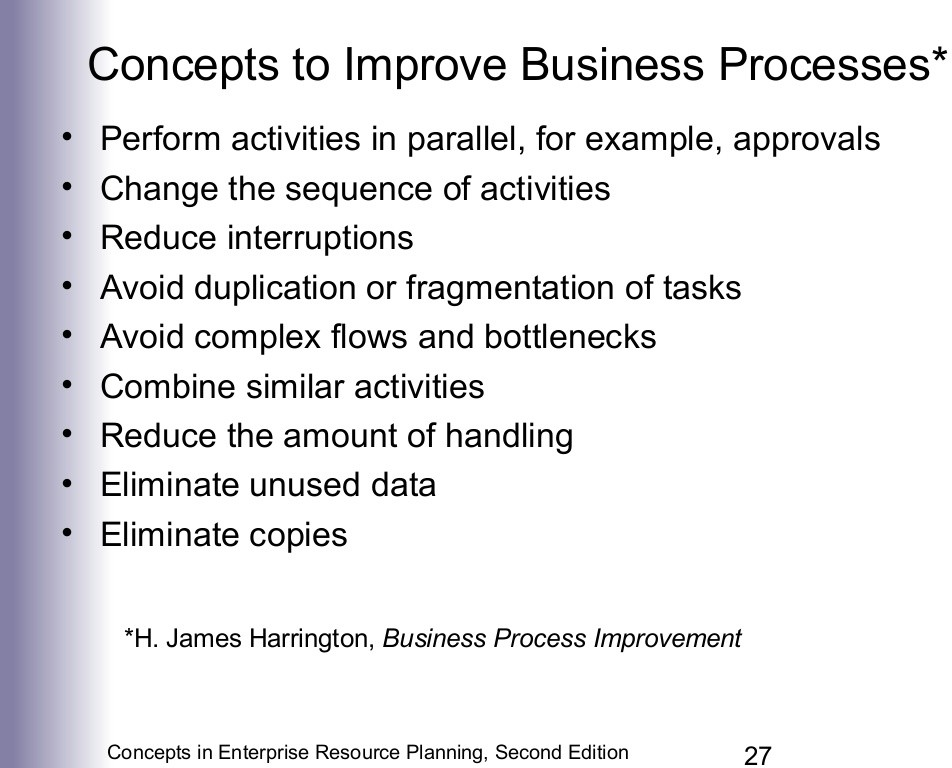 Concepts to Improve Business Processes*
• Perform activities in parallel, for example, approvals
• Change the sequence of activities
• Reduce interruptions
• Avoid duplication or fragmentation of tasks
• Avoid complex flows and bottlenecks
• Combine similar activities
• Reduce the amount of handling
• Eliminate unused data
• Eliminate copies
*H. James Harrington, Business Process Improvement
Concepts in Enterprise Resource Planning, Second Edition 27